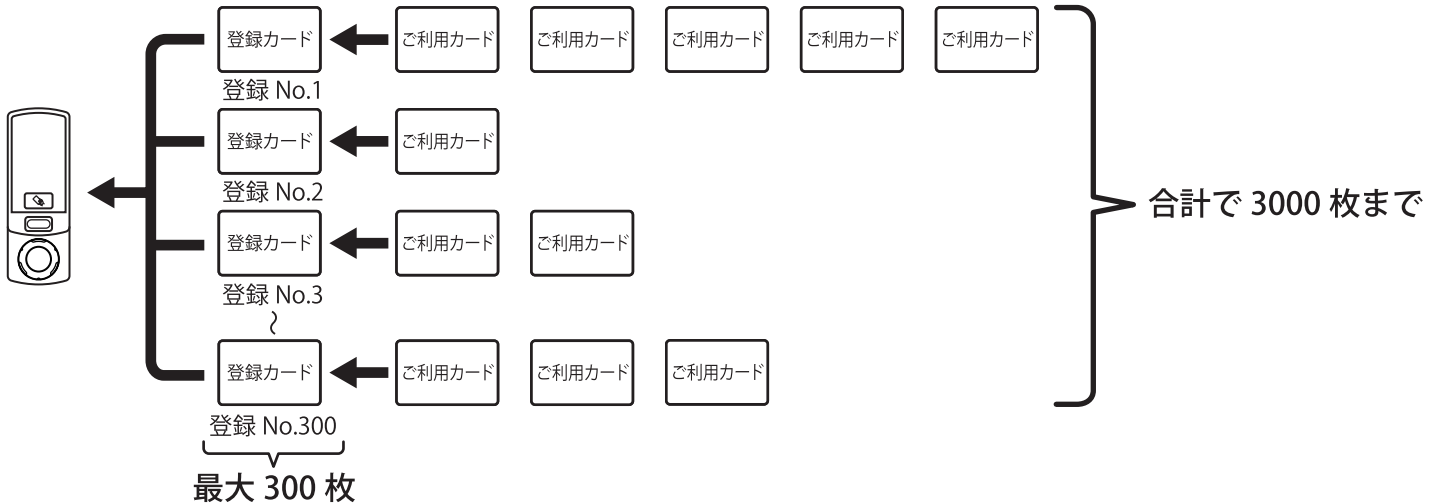 登録カード ご利用カード ご利用カード ご利用カード ご利用カード ご利用カード
登録 No.1
登録カード ご利用カード
登録 No.2
合計で 3000 枚まで
登録カード ご利用カード ご利用カード
登録 No.3
〜
登録カード ご利用カード ご利用カード ご利用カード
登録 No.300
最大 300 枚